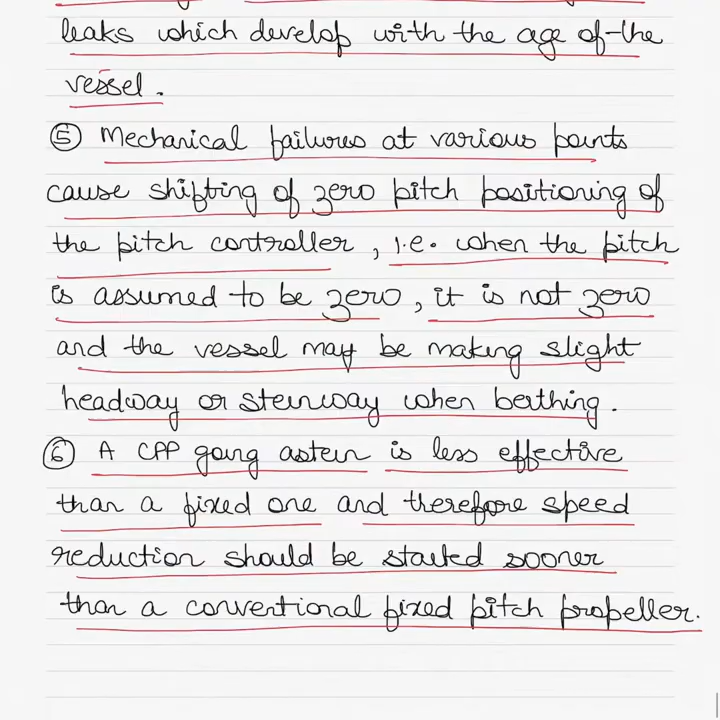 leaks which develop with the age of the
vessel.
⑤ Mechanical failures at various points
cause shifting of zero pitch positioning of
the pitch controller, i.e. when the pitch
is assumed to be zero, it is not zero
and the vessel may be making slight
headway or sternway when berthing.
⑥ A CPP going astern is less effective
than a fixed one and therefore speed
reduction should be started sooner
than a conventional fixed pitch propeller.